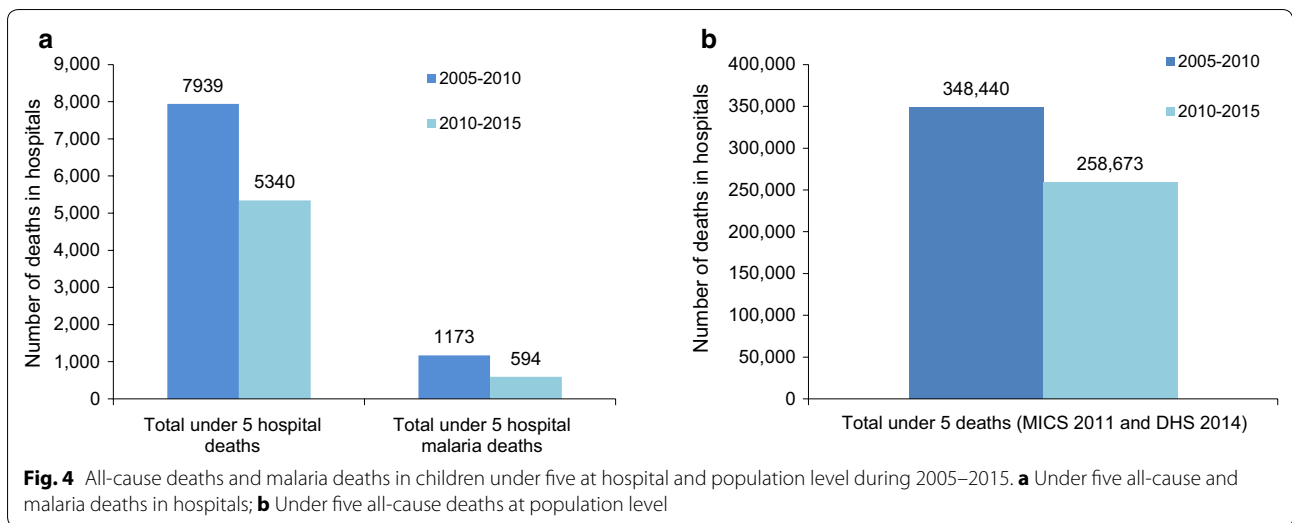 a
9,000
8,000
7,000
6,000
5,000
4,000
3,000
2,000
1,000
0
Number of deaths in hospitals
7939
5340
1173
594
2005-2010
2010-2015
Total under 5 hospital
deaths
Total under 5 hospital
malaria deaths
b
400,000
350,000
300,000
250,000
200,000
150,000
100,000
50,000
0
Number of deaths in hospitals
348,440
258,673
2005-2010
2010-2015
Total under 5 deaths (MICS 2011 and DHS 2014)
Fig. 4 All-cause deaths and malaria deaths in children under five at hospital and population level during 2005–2015. a Under five all-cause and
malaria deaths in hospitals; b Under five all-cause deaths at population level